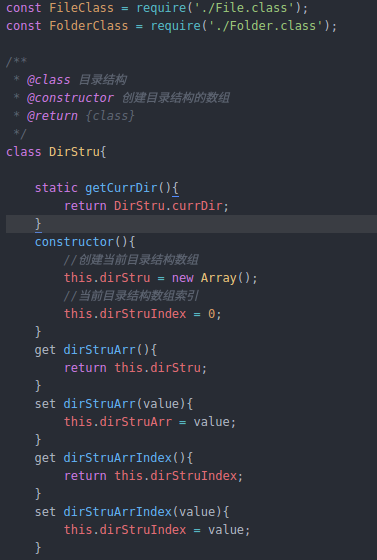 const FileClass = require('./File.class');
const FolderClass = require('./Folder.class');
/**
 * @class 目录结构
 * @constructor 创建目录结构的数组
 * @return {class}
 */
class DirStru{
    static getCurrDir(){
        return DirStru.currDir;
    }
    constructor(){
        //创建当前目录结构数组
        this.dirStru = new Array();
        //当前目录结构数组索引
        this.dirStruIndex = 0;
    }
    get dirStruArr(){
        return this.dirStru;
    }
    set dirStruArr(value){
        this.dirStruArr = value;
    }
    get dirStruArrIndex(){
        return this.dirStruIndex;
    }
    set dirStruArrIndex(value){
        this.dirStruIndex = value;
    }